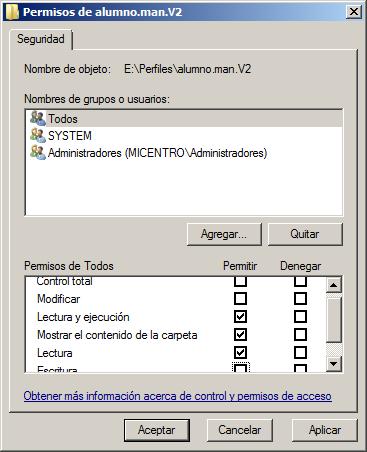 Permisos de alumno.man.V2
Seguridad
Nombre de objeto: E:\Perfiles\alumno.man.V2
Nombres de grupos o usuarios:
Todos
SYSTEM
Administradores (MICENTRO\Administradores)
Agregar... Quitar
Permisos de Todos Permitir Denegar
Control total
Modificar
Lectura y ejecución
Mostrar el contenido de la carpeta
Lectura
Escritura
Obtener más información acerca de control y permisos de acceso
Aceptar Cancelar Aplicar